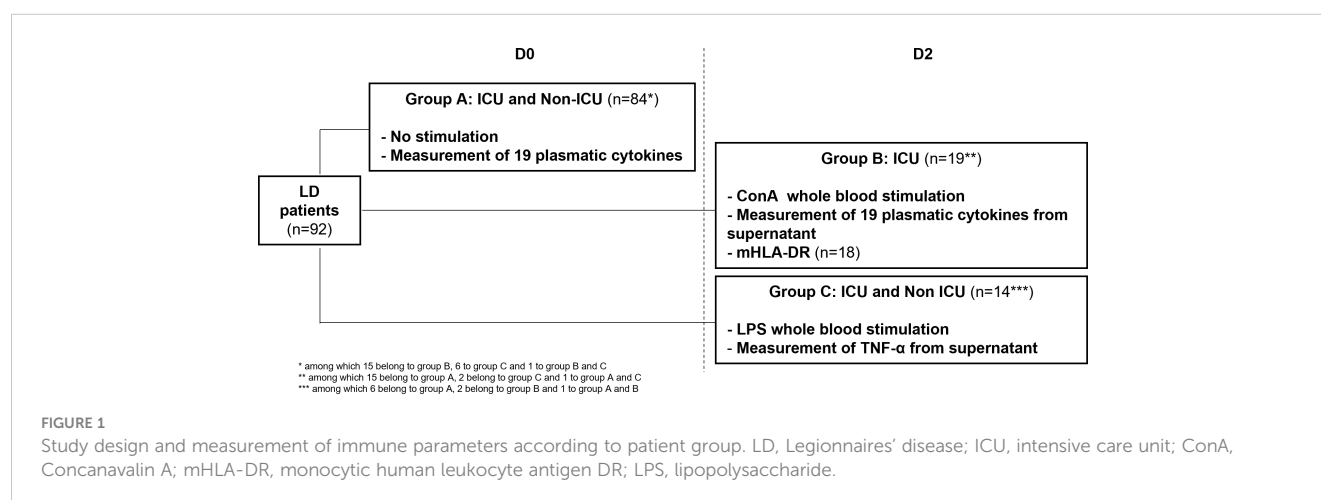 D0
D2
Group A: ICU and Non-ICU (n=84*)
- No stimulation
- Measurement of 19 plasmatic cytokines
LD
patients
(n=92)
Group B: ICU (n=19**)
- ConA whole blood stimulation
- Measurement of 19 plasmatic cytokines from
supernatant
- mHLA-DR (n=18)
Group C: ICU and Non ICU (n=14***)
- LPS whole blood stimulation
- Measurement of TNF-α from supernatant
* among which 15 belong to group B, 6 to group C and 1 to group B and C
** among which 15 belong to group A, 2 belong to group C and 1 to group A and C
*** among which 6 belong to group A, 2 belong to group B and 1 to group A and B
FIGURE 1
Study design and measurement of immune parameters according to patient group. LD, Legionnaires’ disease; ICU, intensive care unit; ConA,
Concanavalin A; mHLA-DR, monocytic human leukocyte antigen DR; LPS, lipopolysaccharide.